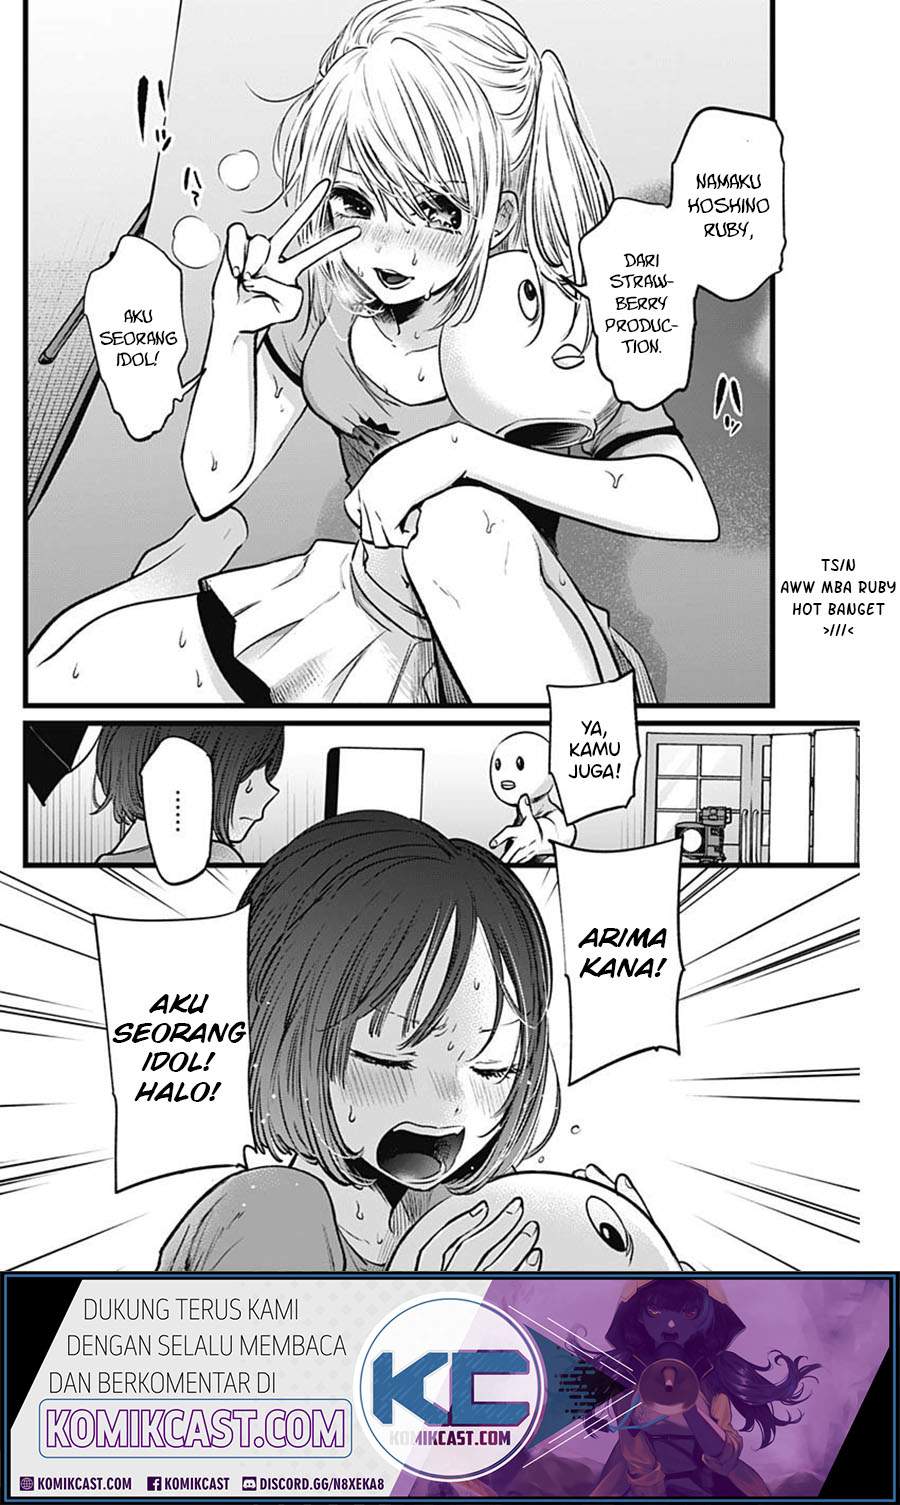 NAMAKU
HOSHINO
RUBY,
DARI
STRAW-
BERRY
PRODUC-
TION.
AKU
SEORANG
IDOL!
TS/N
AWW MBA RUBY
HOT BANGET
>///<
YA,
KAMU
JUGA!
........
ARIMA
KANA!
AKU
SEORANG
IDOL!
HALO!
DUKUNG TERUS KAMI
DENGAN SELALU MEMBACA
DAN BERKOMENTAR DI
KOMIKCAST.COM
KC
KOMIKCAST.COM
KOMIKCAST.COM KOMIKCAST DISCORD.GG/N8XEKA8